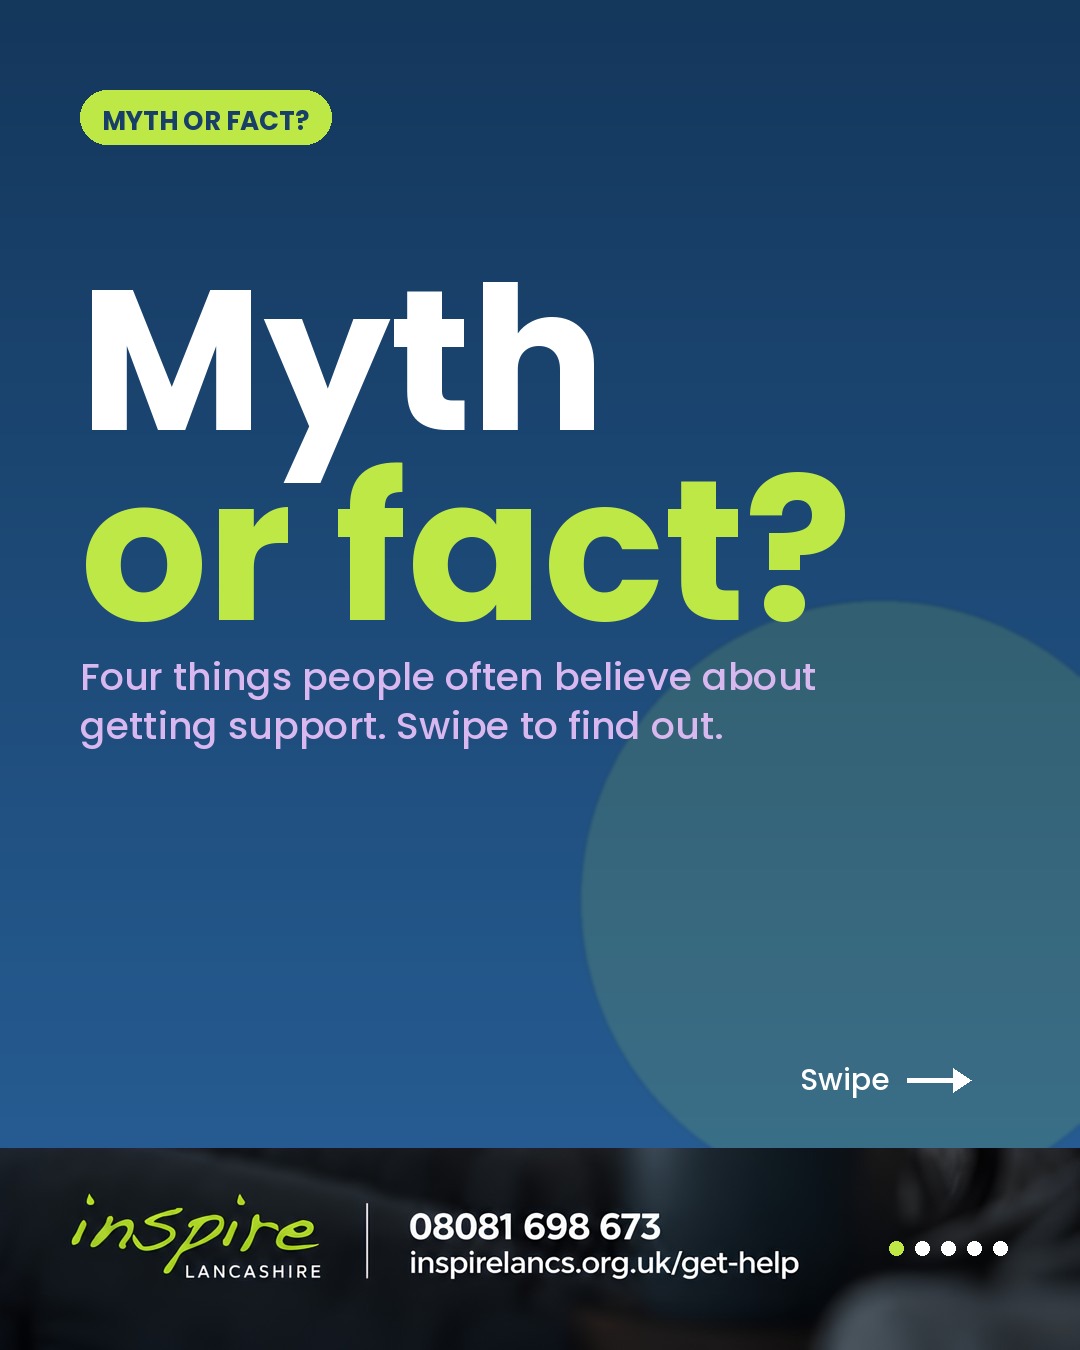 MYTH OR FACT?
Myth
or fact?
Four things people often believe about
getting support. Swipe to find out.
Swipe
inspire
LANCASHIRE
08081 698 673
inspirelancs.org.uk/get-help